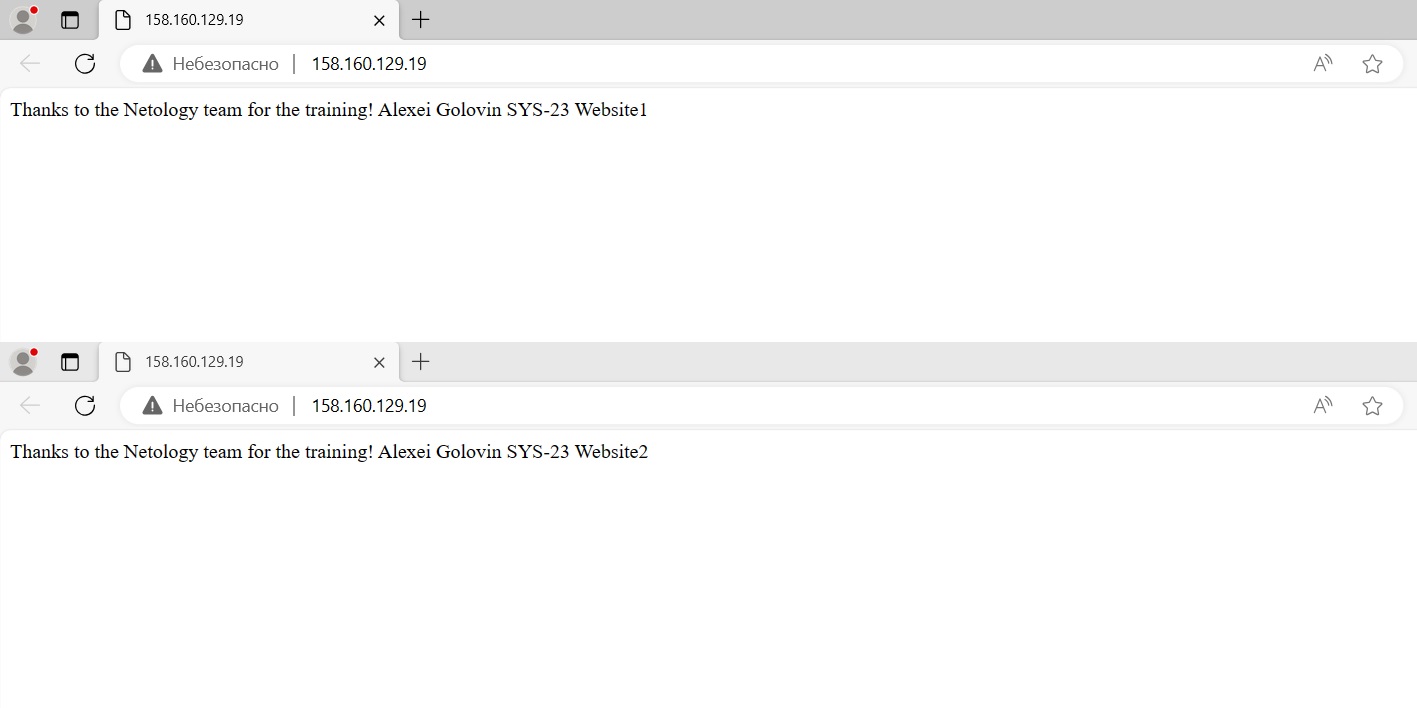 158.160.129.19
Небезопасно | 158.160.129.19
Thanks to the Netology team for the training! Alexei Golovin SYS-23 Website1
158.160.129.19
Небезопасно | 158.160.129.19
Thanks to the Netology team for the training! Alexei Golovin SYS-23 Website2